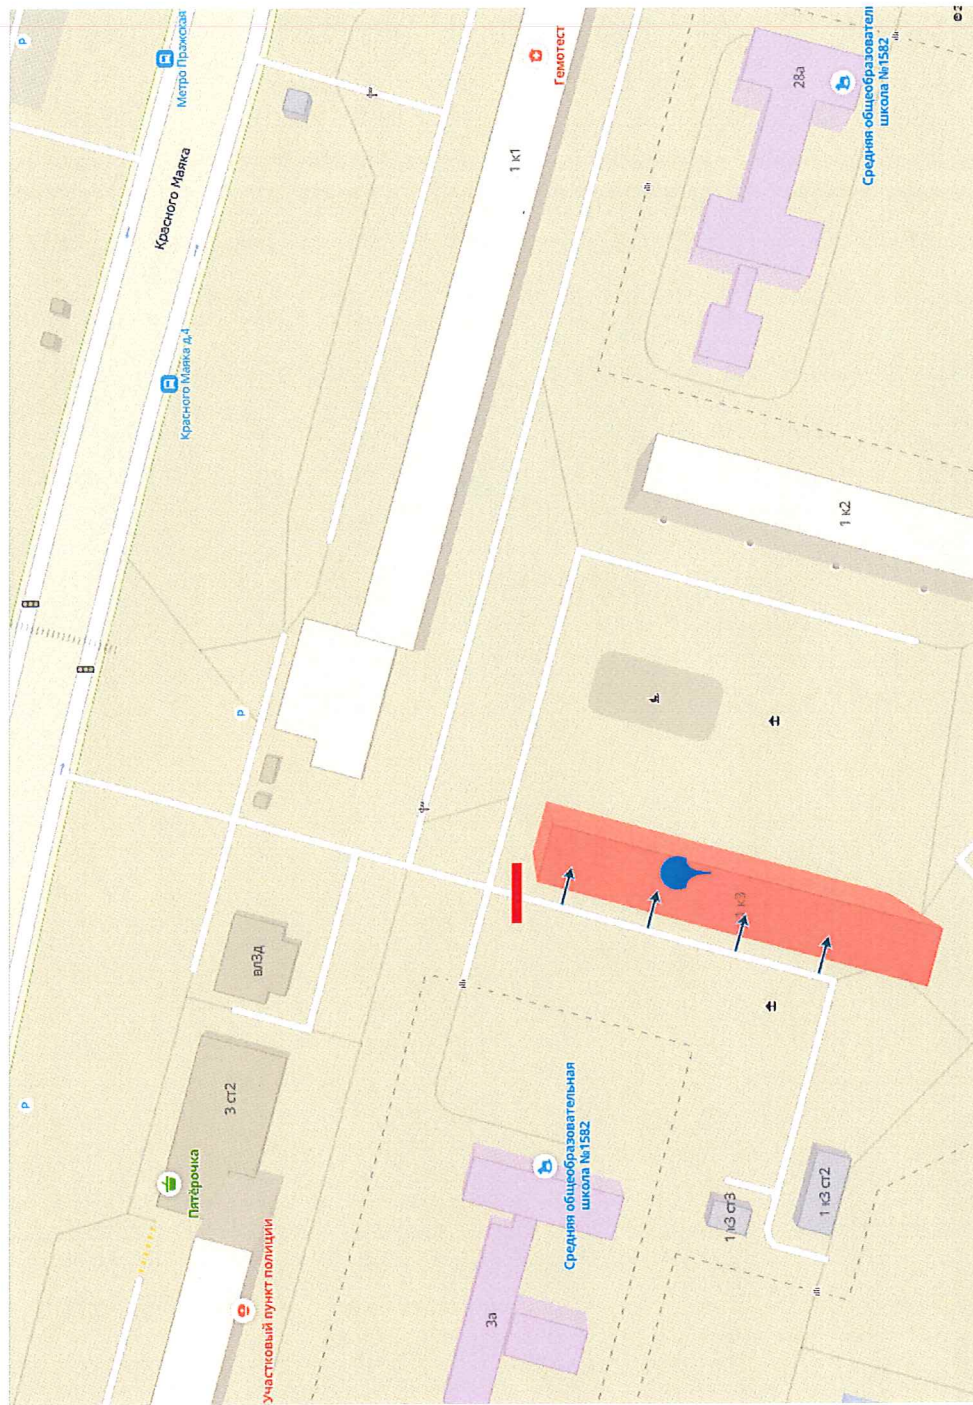 Метро Пражская
Красного Маяка
Красного Маяка д.4
Гемотест
1 к1
28а
Средняя общеобразователь
школа №1582
1 к2
1 к3
вл3д
3 ст2
Пятёрочка
Участковый пункт полиции
Средняя общеобразовательная
школа №1582
3а
1 к3 ст3
1 к3 ст2
P
P
P